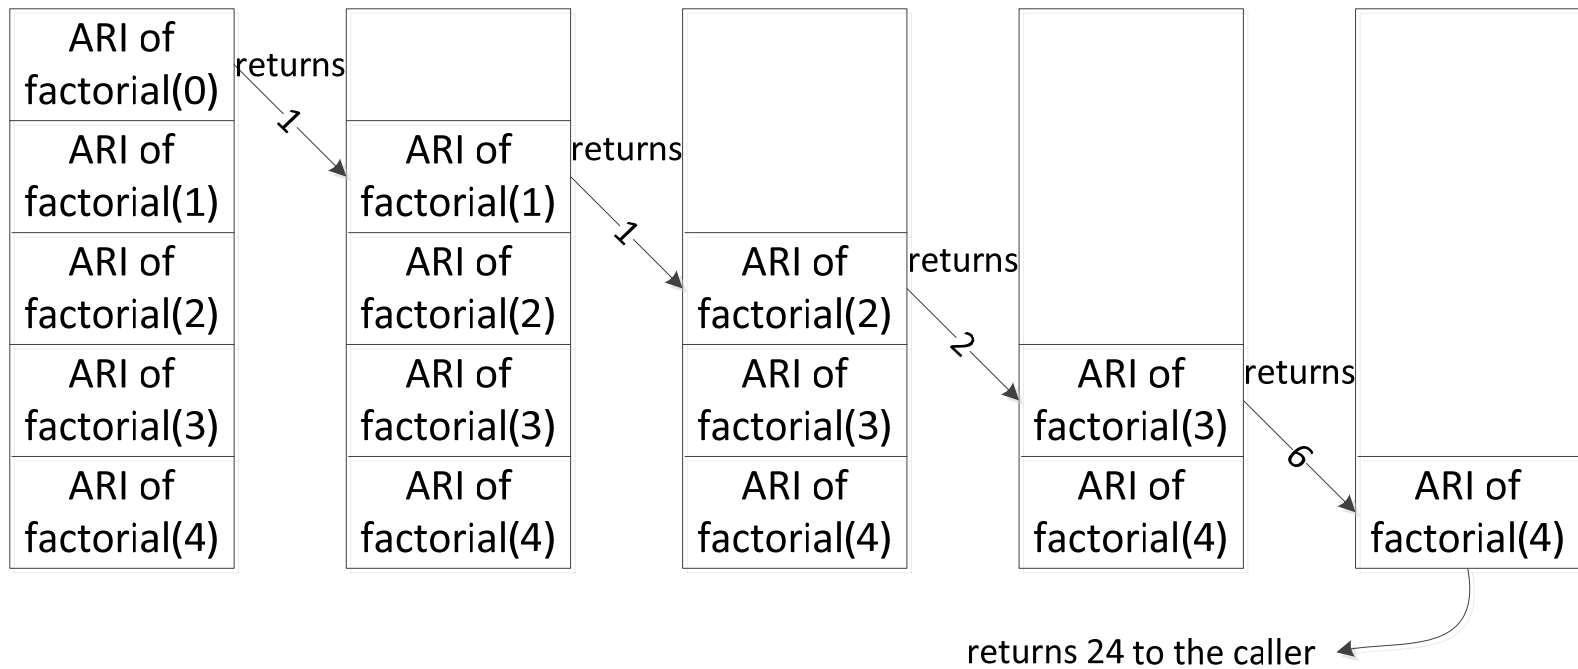 ARI of
factorial(0)
ARI of
factorial(1)
ARI of
factorial(2)
ARI of
factorial(3)
ARI of
factorial(4)
returns
1
ARI of
factorial(1)
ARI of
factorial(2)
ARI of
factorial(3)
ARI of
factorial(4)
returns
1
ARI of
factorial(2)
ARI of
factorial(3)
ARI of
factorial(4)
returns
2
ARI of
factorial(3)
ARI of
factorial(4)
returns
6
ARI of
factorial(4)
returns 24 to the caller